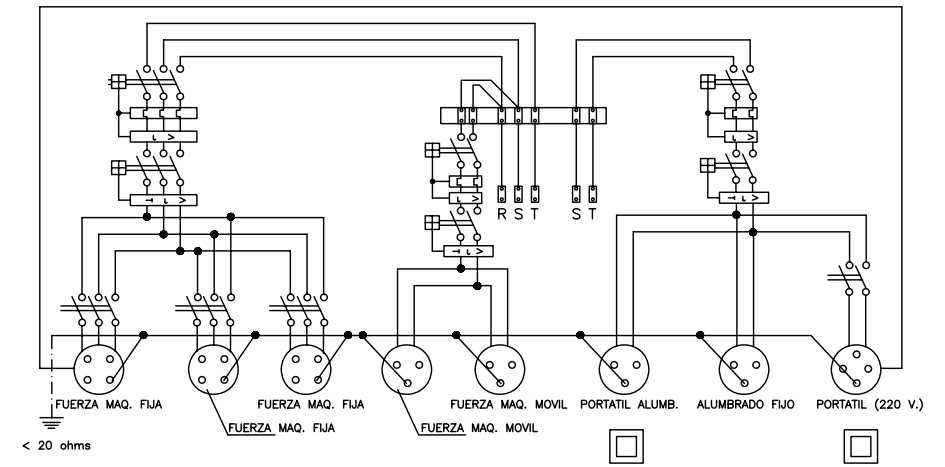 R S T S T
FUERZA MAQ. FIJA FUERZA MAQ. FIJA FUERZA MAQ. MOVIL PORTATIL ALUMB. ALUMBRADO FIJO PORTATIL (220 V.)
FUERZA MAQ. FIJA FUERZA MAQ. MOVIL
< 20 ohms